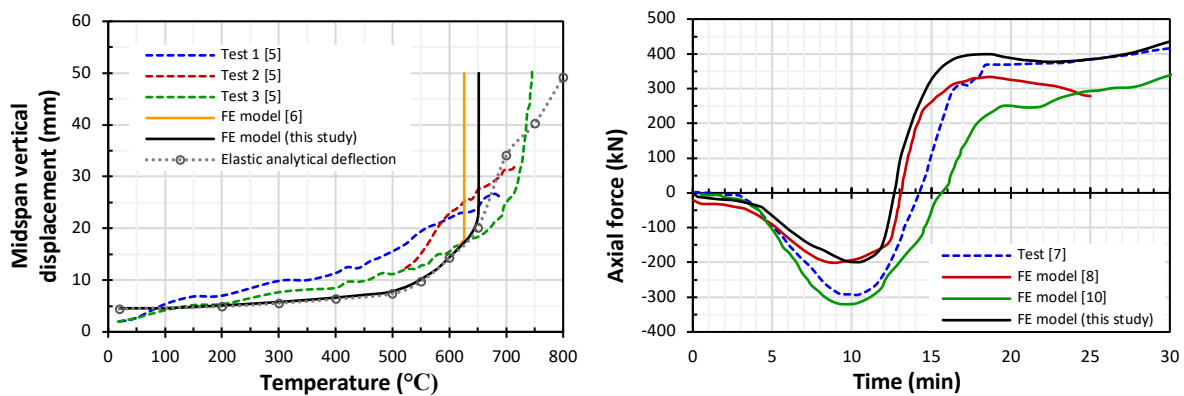 Midspan vertical
displacement (mm)
60
50
40
30
20
10
0
Test 1 [5]
Test 2 [5]
Test 3 [5]
FE model [6]
FE model (this study)
Elastic analytical deflection
0 100 200 300 400 500 600 700 800
Temperature (°C)
Axial force (kN)
500
400
300
200
100
0
-100
-200
-300
-400
0 5 10 15 20 25 30
Test [7]
FE model [8]
FE model [10]
FE model (this study)
Time (min)